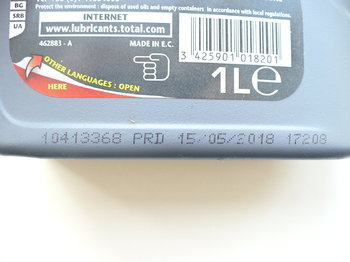 BG
SRB
UA
Protect the environment : dispose of used oils and empty containers in accordance with local
INTERNET
www.lubricants.total.com
462883 - A
MADE IN E.C.
3 425901 018201
1L e
OTHER LANGUAGES : OPEN
HERE
10413368 PRD 15/05/2018 17208